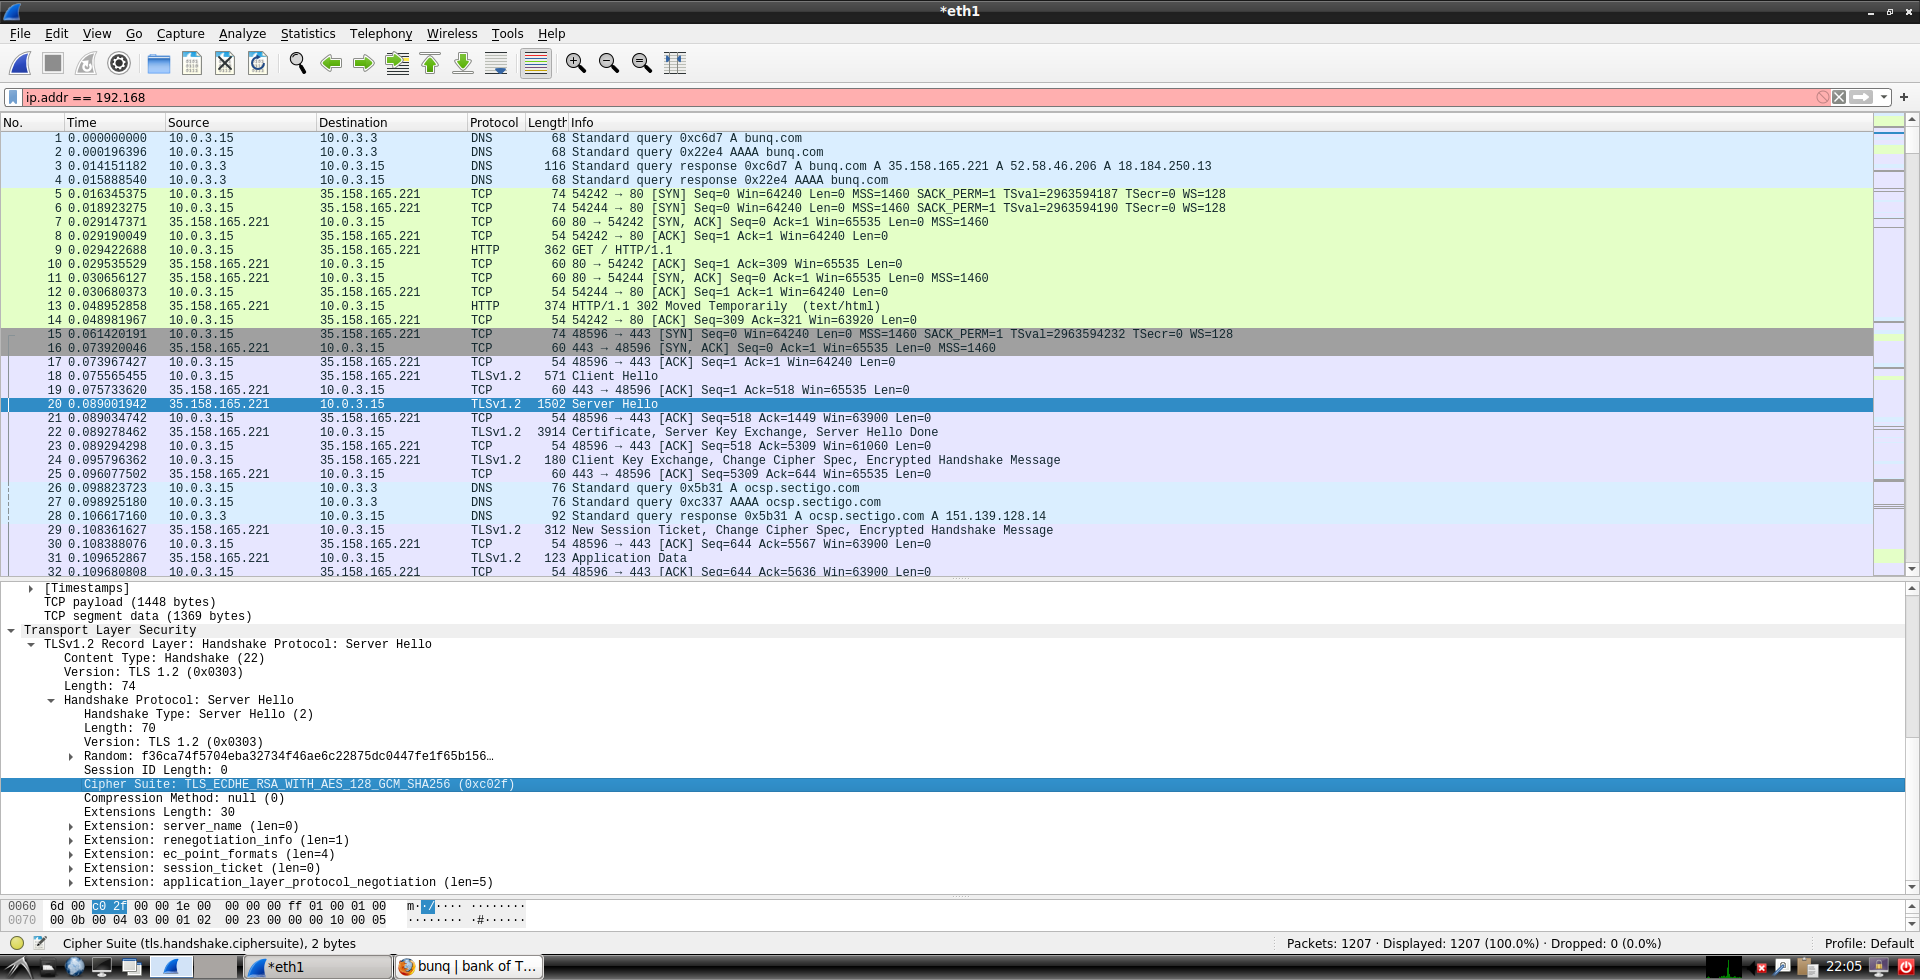 *eth1
File Edit View Go Capture Analyze Statistics Telephony Wireless Tools Help
ip.addr == 192.168
No. Time Source Destination Protocol Length Info
1 0.000000000 10.0.3.15 10.0.3.3 DNS 68 Standard query 0xc6d7 A bunq.com
2 0.000196396 10.0.3.15 10.0.3.3 DNS 68 Standard query 0x22e4 AAAA bunq.com
3 0.014151182 10.0.3.3 10.0.3.15 DNS 116 Standard query response 0xc6d7 A bunq.com A 35.158.165.221 A 52.58.46.206 A 18.184.250.13
4 0.015888540 10.0.3.3 10.0.3.15 DNS 68 Standard query response 0x22e4 AAAA bunq.com
5 0.016345375 10.0.3.15 35.158.165.221 TCP 74 54242 → 80 [SYN] Seq=0 Win=64240 Len=0 MSS=1460 SACK_PERM=1 TSval=2963594187 TSecr=0 WS=128
6 0.018923275 10.0.3.15 35.158.165.221 TCP 74 54244 → 80 [SYN] Seq=0 Win=64240 Len=0 MSS=1460 SACK_PERM=1 TSval=2963594190 TSecr=0 WS=128
7 0.029147371 35.158.165.221 10.0.3.15 TCP 60 80 → 54242 [SYN, ACK] Seq=0 Ack=1 Win=65535 Len=0 MSS=1460
8 0.029190049 10.0.3.15 35.158.165.221 TCP 54 54242 → 80 [ACK] Seq=1 Ack=1 Win=64240 Len=0
9 0.029422688 10.0.3.15 35.158.165.221 HTTP 362 GET / HTTP/1.1
10 0.029535529 35.158.165.221 10.0.3.15 TCP 60 80 → 54242 [ACK] Seq=1 Ack=309 Win=65535 Len=0
11 0.030656127 35.158.165.221 10.0.3.15 TCP 60 80 → 54244 [SYN, ACK] Seq=0 Ack=1 Win=65535 Len=0 MSS=1460
12 0.030680373 10.0.3.15 35.158.165.221 TCP 54 54244 → 80 [ACK] Seq=1 Ack=1 Win=64240 Len=0
13 0.048952858 35.158.165.221 10.0.3.15 HTTP 374 HTTP/1.1 302 Moved Temporarily (text/html)
14 0.048981967 10.0.3.15 35.158.165.221 TCP 54 54242 → 80 [ACK] Seq=309 Ack=321 Win=63920 Len=0
15 0.061420191 10.0.3.15 35.158.165.221 TCP 74 48596 → 443 [SYN] Seq=0 Win=64240 Len=0 MSS=1460 SACK_PERM=1 TSval=2963594232 TSecr=0 WS=128
16 0.073920046 35.158.165.221 10.0.3.15 TCP 60 443 → 48596 [SYN, ACK] Seq=0 Ack=1 Win=65535 Len=0 MSS=1460
17 0.073967427 10.0.3.15 35.158.165.221 TCP 54 48596 → 443 [ACK] Seq=1 Ack=1 Win=64240 Len=0
18 0.075565455 10.0.3.15 35.158.165.221 TLSv1.2 571 Client Hello
19 0.075733620 35.158.165.221 10.0.3.15 TCP 60 443 → 48596 [ACK] Seq=1 Ack=518 Win=65535 Len=0
20 0.089001942 35.158.165.221 10.0.3.15 TLSv1.2 1502 Server Hello
21 0.089034742 10.0.3.15 35.158.165.221 TCP 54 48596 → 443 [ACK] Seq=518 Ack=1449 Win=63900 Len=0
22 0.089278462 35.158.165.221 10.0.3.15 TLSv1.2 3914 Certificate, Server Key Exchange, Server Hello Done
23 0.089294298 10.0.3.15 35.158.165.221 TCP 54 48596 → 443 [ACK] Seq=518 Ack=5309 Win=61060 Len=0
24 0.095796362 10.0.3.15 35.158.165.221 TLSv1.2 180 Client Key Exchange, Change Cipher Spec, Encrypted Handshake Message
25 0.096077502 35.158.165.221 10.0.3.15 TCP 60 443 → 48596 [ACK] Seq=5309 Ack=644 Win=65535 Len=0
26 0.098823723 10.0.3.15 10.0.3.3 DNS 76 Standard query 0x5b31 A ocsp.sectigo.com
27 0.098925180 10.0.3.15 10.0.3.3 DNS 76 Standard query 0xc337 AAAA ocsp.sectigo.com
28 0.106617160 10.0.3.3 10.0.3.15 DNS 92 Standard query response 0x5b31 A ocsp.sectigo.com A 151.139.128.14
29 0.108361627 35.158.165.221 10.0.3.15 TLSv1.2 312 New Session Ticket, Change Cipher Spec, Encrypted Handshake Message
30 0.108388076 10.0.3.15 35.158.165.221 TCP 54 48596 → 443 [ACK] Seq=644 Ack=5567 Win=63900 Len=0
31 0.109652867 35.158.165.221 10.0.3.15 TLSv1.2 123 Application Data
32 0.109680808 10.0.3.15 35.158.165.221 TCP 54 48596 → 443 [ACK] Seq=644 Ack=5636 Win=63900 Len=0
[Timestamps]
TCP payload (1448 bytes)
TCP segment data (1369 bytes)
Transport Layer Security
TLSv1.2 Record Layer: Handshake Protocol: Server Hello
Content Type: Handshake (22)
Version: TLS 1.2 (0x0303)
Length: 74
Handshake Protocol: Server Hello
Handshake Type: Server Hello (2)
Length: 70
Version: TLS 1.2 (0x0303)
Random: f36ca74f5704eba32734f46ae6c22875dc0447fe1f65b156…
Session ID Length: 0
Cipher Suite: TLS_ECDHE_RSA_WITH_AES_128_GCM_SHA256 (0xc02f)
Compression Method: null (0)
Extensions Length: 30
Extension: server_name (len=0)
Extension: renegotiation_info (len=1)
Extension: ec_point_formats (len=4)
Extension: session_ticket (len=0)
Extension: application_layer_protocol_negotiation (len=5)
0060 6d 00 c0 2f 00 00 1e 00 00 00 00 ff 01 00 01 00 m··/···· ········
0070 00 0b 00 04 03 00 01 02 00 23 00 00 00 10 00 05 ········ ·#······
Cipher Suite (tls.handshake.ciphersuite), 2 bytes Packets: 1207 · Displayed: 1207 (100.0%) · Dropped: 0 (0.0%) Profile: Default
*eth1 bunq | bank of T... 22:05